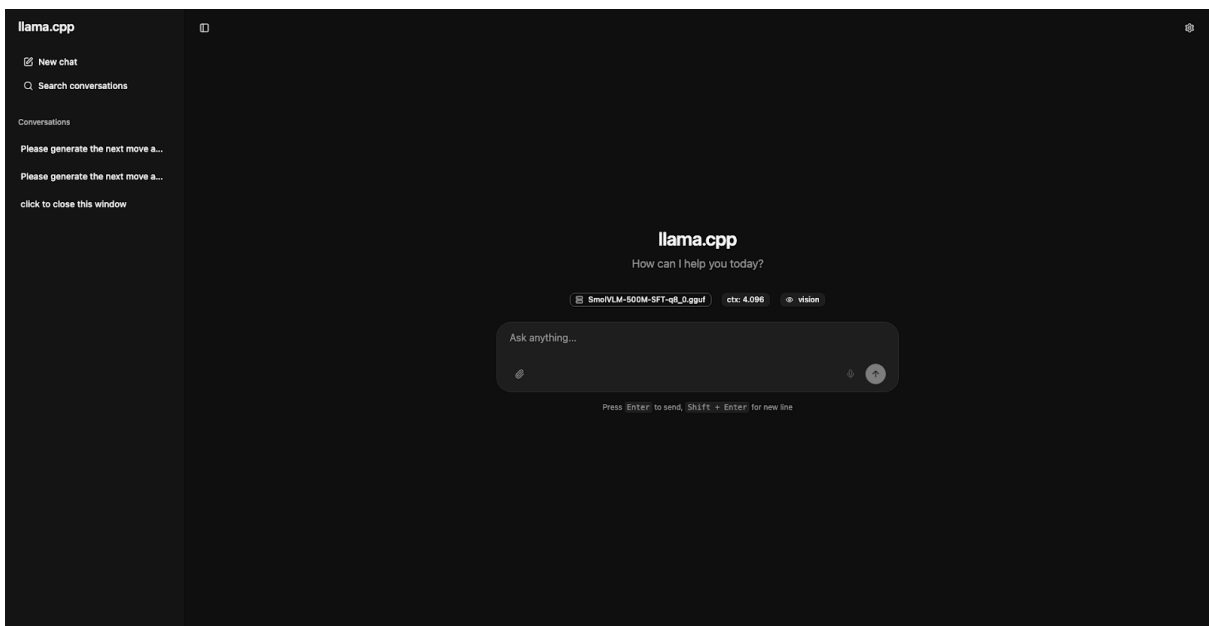 llama.cpp
New chat
Search conversations
Conversations
Please generate the next move a...
Please generate the next move a...
click to close this window
llama.cpp
How can I help you today?
SmolVLM-500M-SFT-q8_0.gguf ctx: 4.096 vision
Ask anything...
Press Enter to send, Shift + Enter for new line